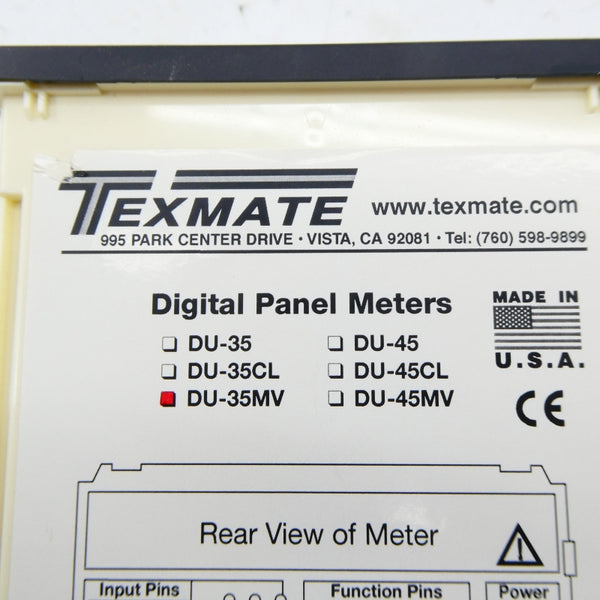 TEXMATE www.texmate.com
995 PARK CENTER DRIVE • VISTA, CA 92081 • Tel: (760) 598-9899
Digital Panel Meters
MADE IN
U.S.A.
DU-35 DU-45
DU-35CL DU-45CL
DU-35MV DU-45MV
CE
Rear View of Meter
Input Pins Function Pins Power